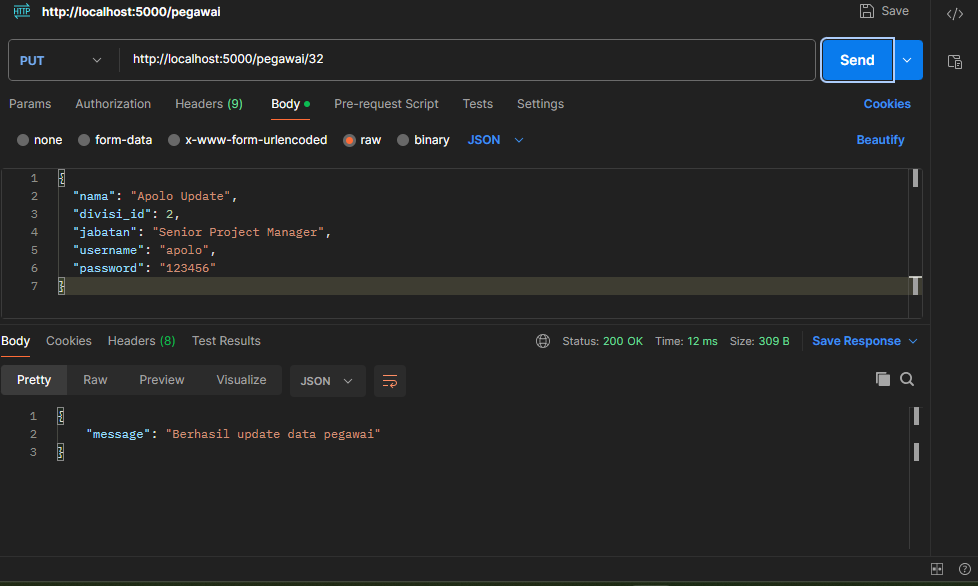 HTTP http://localhost:5000/pegawai Save
PUT http://localhost:5000/pegawai/32 Send
Params Authorization Headers (9) Body Pre-request Script Tests Settings Cookies
none form-data x-www-form-urlencoded raw binary JSON Beautify
1 {
2 "nama": "Apolo Update",
3 "divisi_id": 2,
4 "jabatan": "Senior Project Manager",
5 "username": "apolo",
6 "password": "123456"
7 }
Body Cookies Headers (8) Test Results Status: 200 OK Time: 12 ms Size: 309 B Save Response
Pretty Raw Preview Visualize JSON
1 {
2 "message": "Berhasil update data pegawai"
3 }